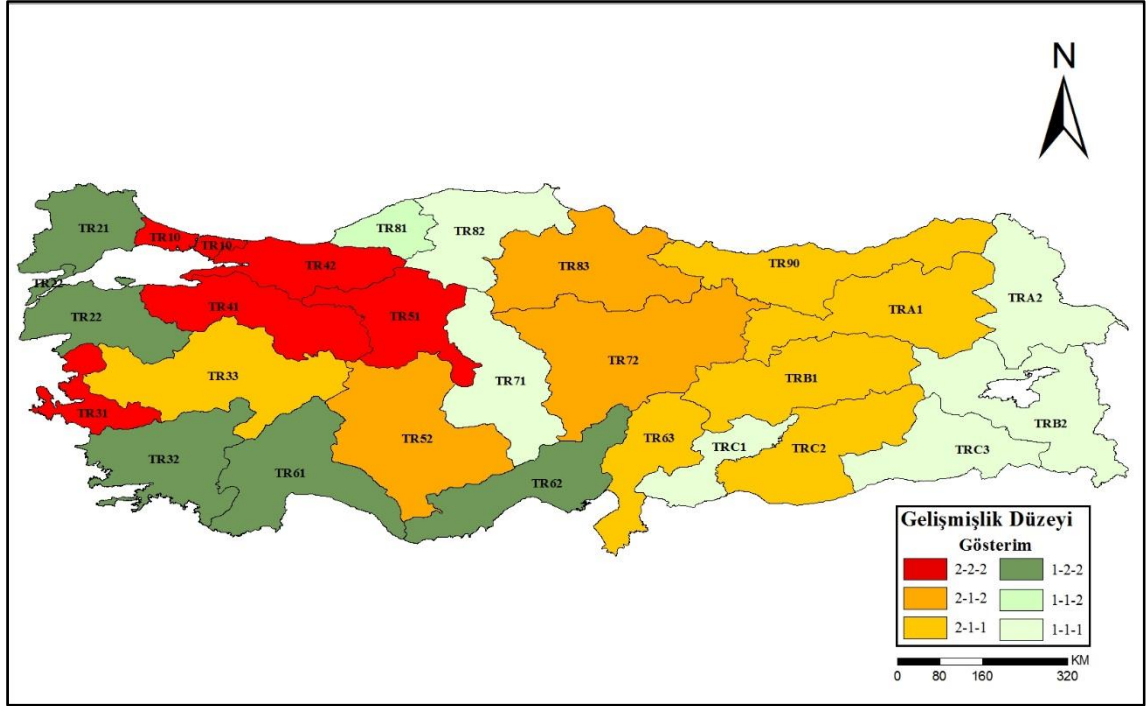 N
TR21
TR10
TR10
TR81
TR82
TR42
TR83
TR90
TR22
TR22
TR41
TR51
TRA1
TRA2
TR33
TR71
TR72
TRB1
TR31
TR52
TR63
TRC1
TRC2
TRB2
TR32
TR61
TR62
TRC3
Gelişmişlik Düzeyi
Gösterim
2-2-2 1-2-2
2-1-2 1-1-2
2-1-1 1-1-1
KM
0 80 160 320